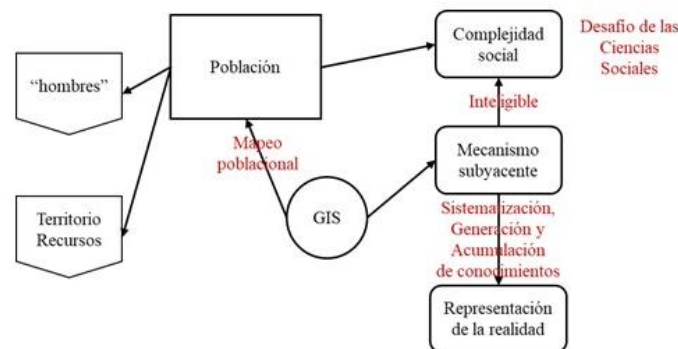 Complejidad
social
Desafío de las
Ciencias
Sociales
Población
“hombres”
Inteligible
Mapeo
poblacional
Mecanismo
subyacente
Territorio
Recursos
GIS
Sistematización,
Generación y
Acumulación
de conocimientos
Representación
de la realidad